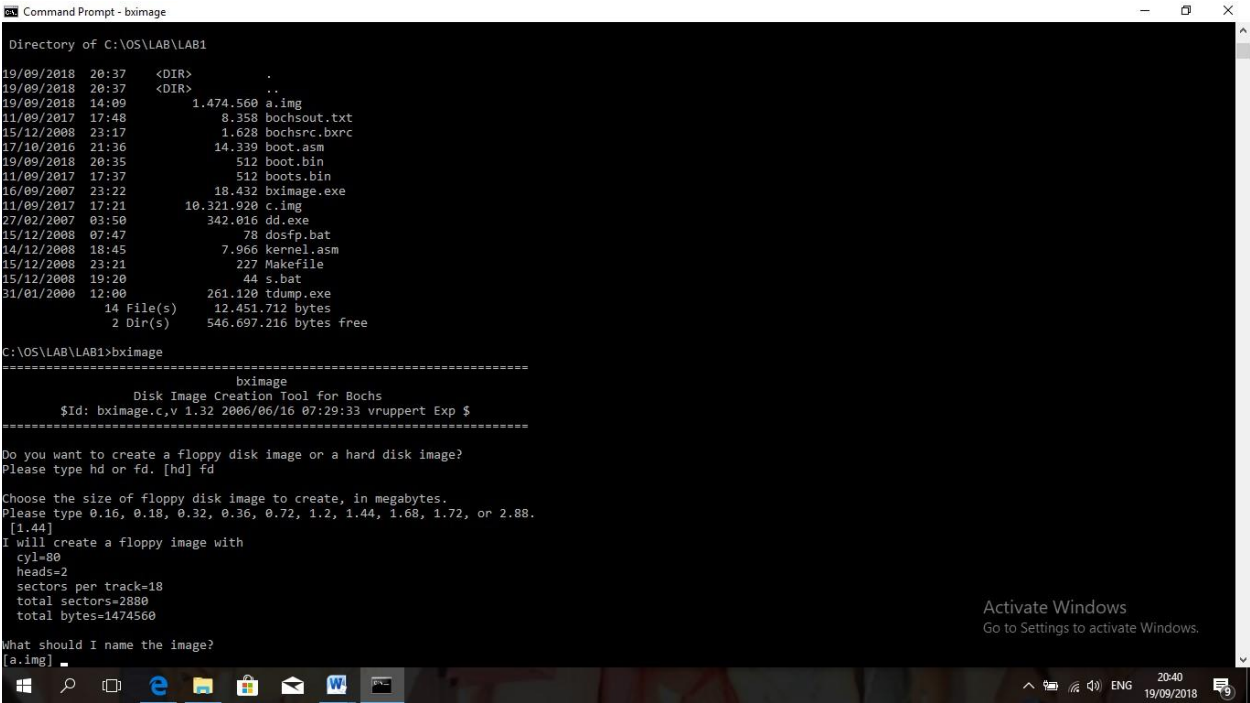 Command Prompt - bximage
Directory of C:\OS\LAB\LAB1
19/09/2018  20:37    <DIR>          .
19/09/2018  20:37    <DIR>          ..
19/09/2018  14:09         1.474.560 a.img
11/09/2017  17:48             8.358 bochsout.txt
15/12/2008  23:17             1.628 bochsrc.bxrc
17/10/2016  21:36            14.339 boot.asm
19/09/2018  20:35               512 boot.bin
11/09/2017  17:37               512 boots.bin
16/09/2007  23:22            18.432 bximage.exe
11/09/2017  17:21        10.321.920 c.img
27/02/2007  03:50           342.016 dd.exe
15/12/2008  07:47                78 dosfp.bat
14/12/2008  18:45             7.966 kernel.asm
15/12/2008  23:21               227 Makefile
15/12/2008  19:20                44 s.bat
31/01/2000  12:00           261.120 tdump.exe
14 File(s)     12.451.712 bytes
2 Dir(s)     546.697.216 bytes free
C:\OS\LAB\LAB1>bximage
========================================================================
bximage
Disk Image Creation Tool for Bochs
$Id: bximage.c,v 1.32 2006/06/16 07:29:33 vruppert Exp $
========================================================================
Do you want to create a floppy disk image or a hard disk image?
Please type hd or fd. [hd] fd
Choose the size of floppy disk image to create, in megabytes.
Please type 0.16, 0.18, 0.32, 0.36, 0.72, 1.2, 1.44, 1.68, 1.72, or 2.88.
[1.44]
I will create a floppy image with
cyl=80
heads=2
sectors per track=18
total sectors=2880
total bytes=1474560
What should I name the image?
[a.img]
Activate Windows
Go to Settings to activate Windows.
ENG
20:40
19/09/2018
9